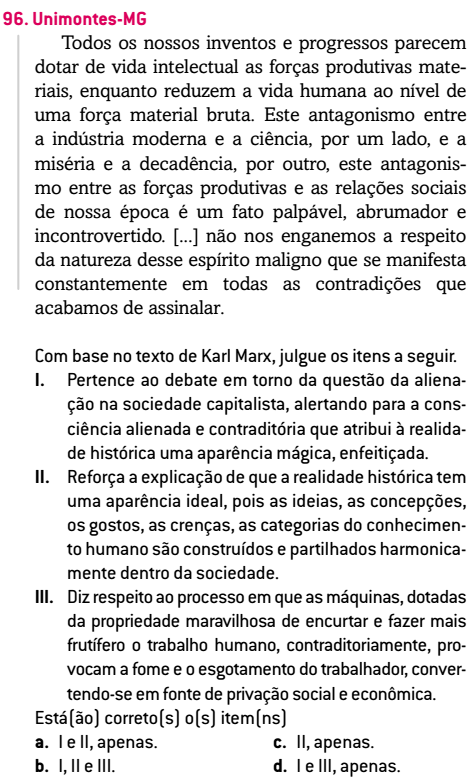 96. Unimontes-MG
Todos os nossos inventos e progressos parecem
dotar de vida intelectual as forças produtivas mate-
riais, enquanto reduzem a vida humana ao nível de
uma força material bruta. Este antagonismo entre
a indústria moderna e a ciência, por um lado, e a
miséria e a decadência, por outro, este antagonis-
mo entre as forças produtivas e as relações sociais
de nossa época é um fato palpável, abrumador e
incontrovertido. [...] não nos enganemos a respeito
da natureza desse espírito maligno que se manifesta
constantemente em todas as contradições que
acabamos de assinalar.
Com base no texto de Karl Marx, julgue os itens a seguir.
I. Pertence ao debate em torno da questão da aliena-
ção na sociedade capitalista, alertando para a cons-
ciência alienada e contraditória que atribui à realida-
de histórica uma aparência mágica, enfeitiçada.
II. Reforça a explicação de que a realidade histórica tem
uma aparência ideal, pois as ideias, as concepções,
os gostos, as crenças, as categorias do conhecimen-
to humano são construídos e partilhados harmonica-
mente dentro da sociedade.
III. Diz respeito ao processo em que as máquinas, dotadas
da propriedade maravilhosa de encurtar e fazer mais
frutífero o trabalho humano, contraditoriamente, pro-
vocam a fome e o esgotamento do trabalhador, conver-
tendo-se em fonte de privação social e econômica.
Está(ão) correto(s) o(s) item(ns)
a. I e II, apenas.
b. I, II e III.
c. II, apenas.
d. I e III, apenas.